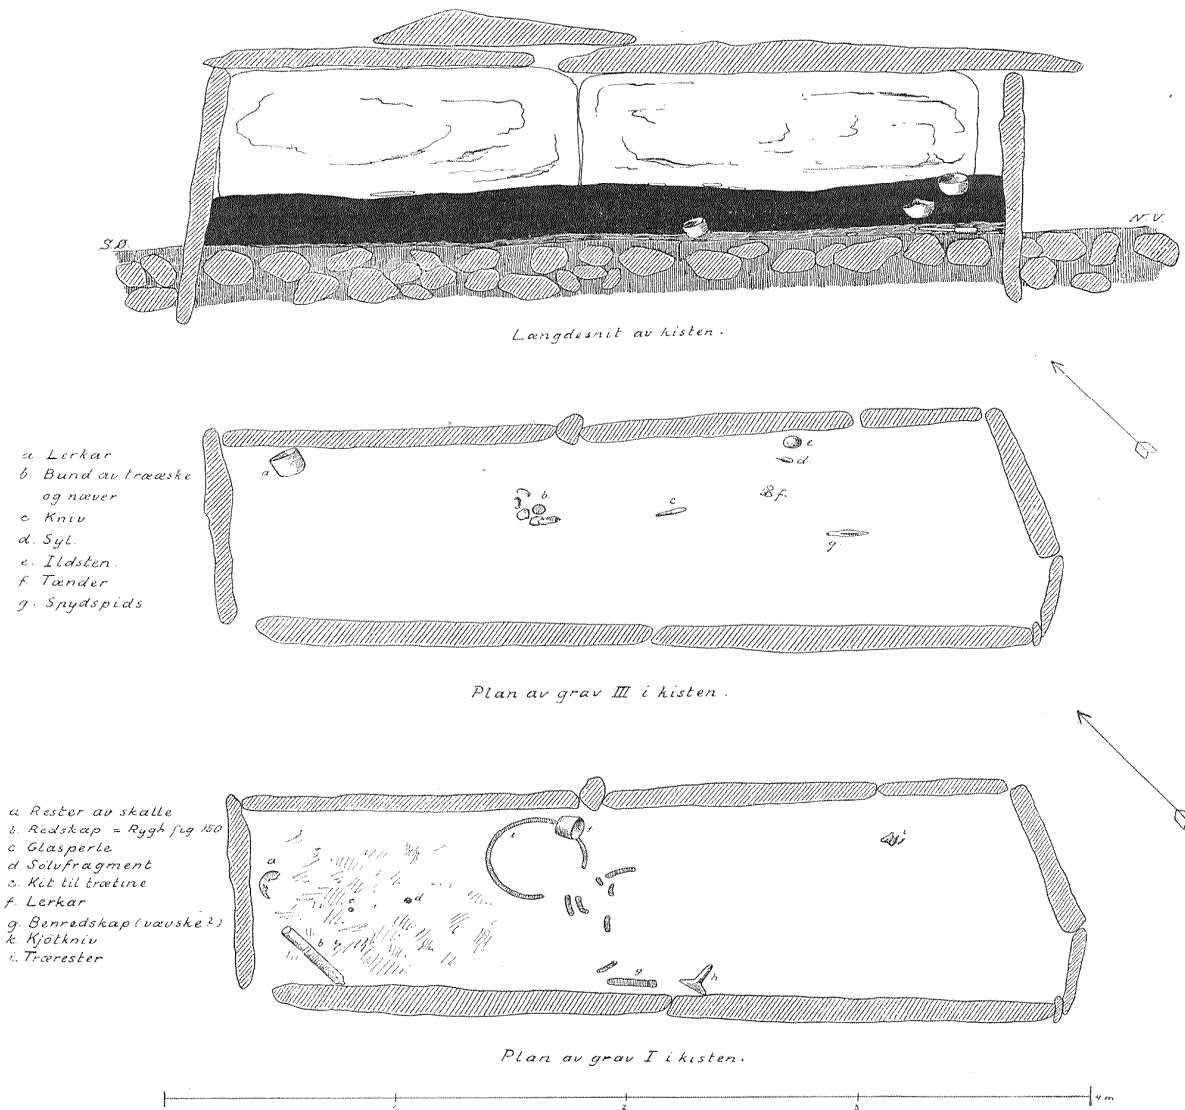 S.Ø.
N.V.
Længdesnit av kisten.
a Lerkar
b. Bund av trææske
og næver
c Kniv
d. Syl.
e. Ildsten.
f. Tænder
g. Spydspids
a
b.
c
e
d
f.
g.
Plan av grav III i kisten.
a Rester av skalle
b. Redskap = Rygh fig 150
c Glasperle
d. Sølvfragment
e. Kit til trætine
f. Lerkar
g. Benredskap (vævske?)
k. Kjötkniv
i. Trærester
a
b
c
d
e
f
g
h
i
Plan av grav I i kisten.
1
2
3
4 m